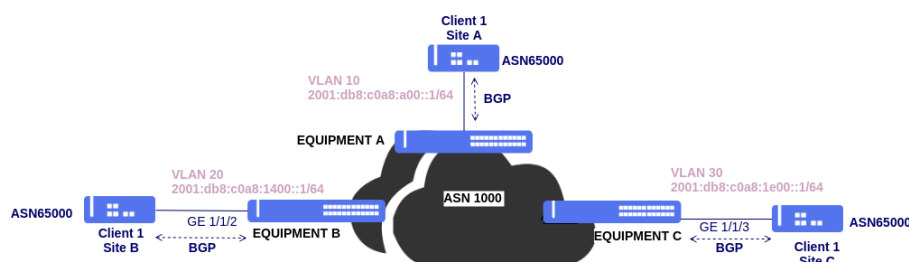 Client 1
Site A
ASN65000
VLAN 10
2001:db8:c0a8:a00::1/64
BGP
EQUIPMENT A
VLAN 20
2001:db8:c0a8:1400::1/64
VLAN 30
2001:db8:c0a8:1e00::1/64
ASN 1000
ASN65000
GE 1/1/2
EQUIPMENT B
Client 1
Site B
BGP
EQUIPMENT C
GE 1/1/3
ASN65000
BGP
Client 1
Site C